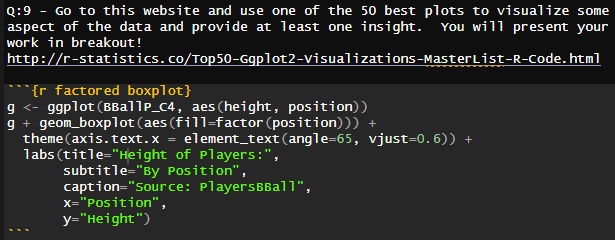 Q:9 - Go to this website and use one of the 50 best plots to visualize some
aspect of the data and provide at least one insight.  You will present your
work in breakout!
http://r-statistics.co/Top50-Ggplot2-Visualizations-MasterList-R-Code.html
```{r factored boxplot}
g <- ggplot(BBallP_C4, aes(height, position))
g + geom_boxplot(aes(fill=factor(position))) +
  theme(axis.text.x = element_text(angle=65, vjust=0.6)) +
  labs(title="Height of Players:",
       subtitle="By Position",
       caption="Source: PlayersBBall",
       x="Position",
       y="Height")
```